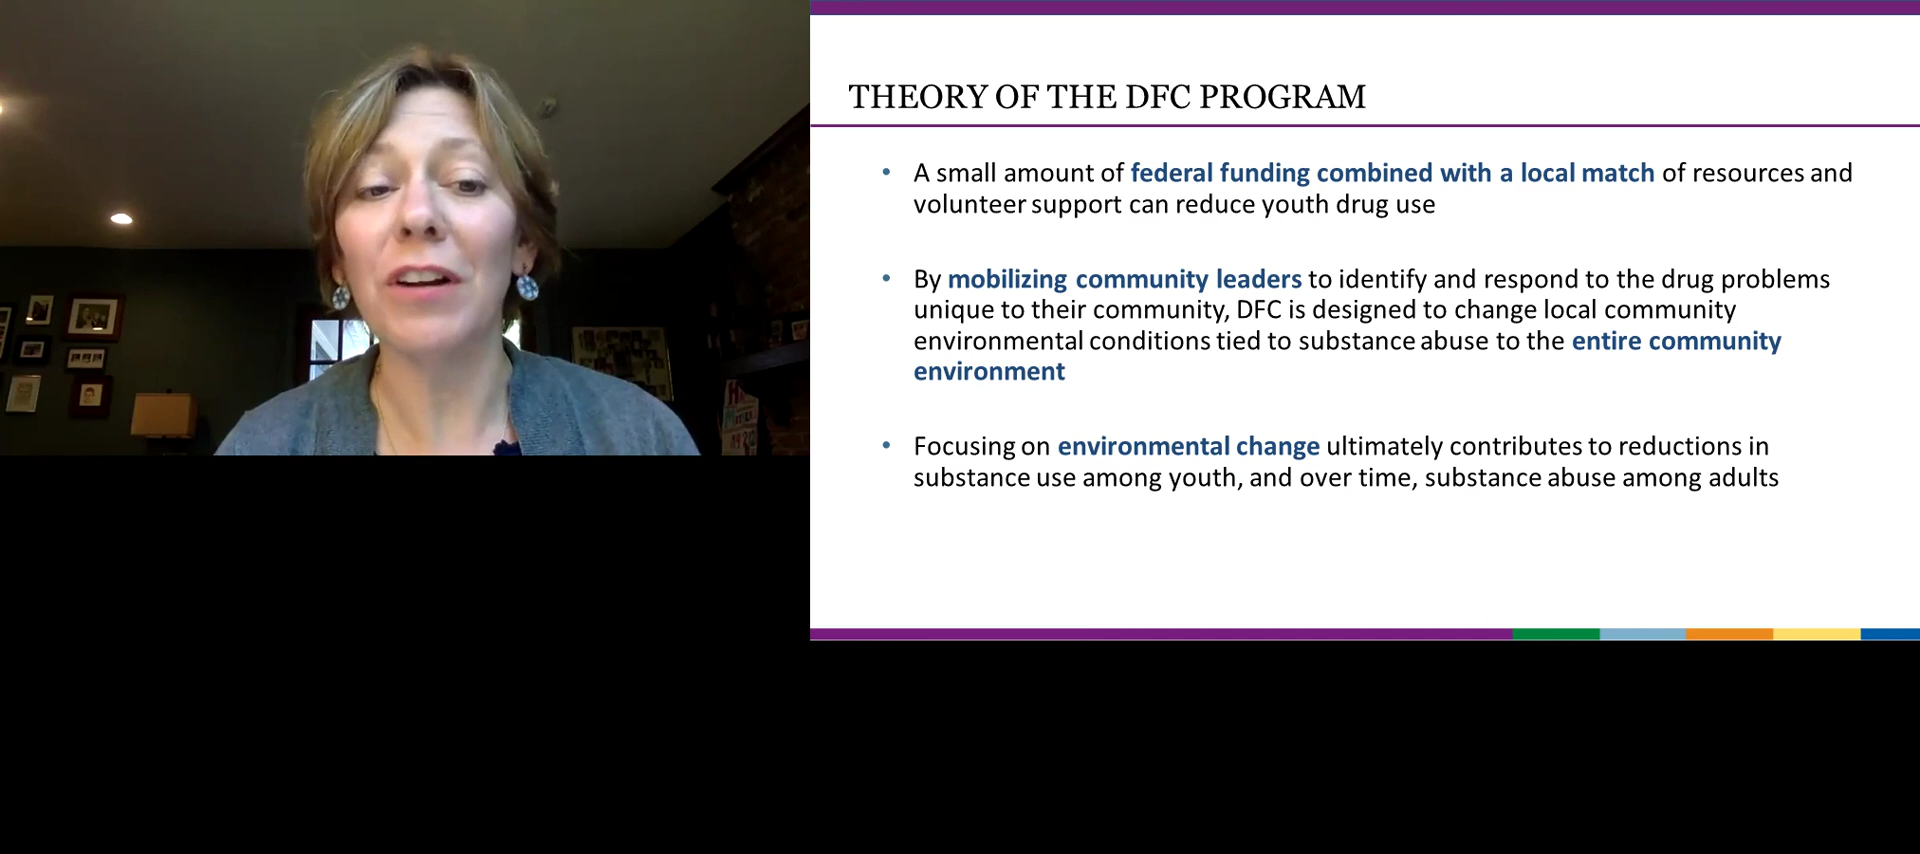 THEORY OF THE DFC PROGRAM
• A small amount of federal funding combined with a local match of resources and
volunteer support can reduce youth drug use
• By mobilizing community leaders to identify and respond to the drug problems
unique to their community, DFC is designed to change local community
environmental conditions tied to substance abuse to the entire community
environment
• Focusing on environmental change ultimately contributes to reductions in
substance use among youth, and over time, substance abuse among adults